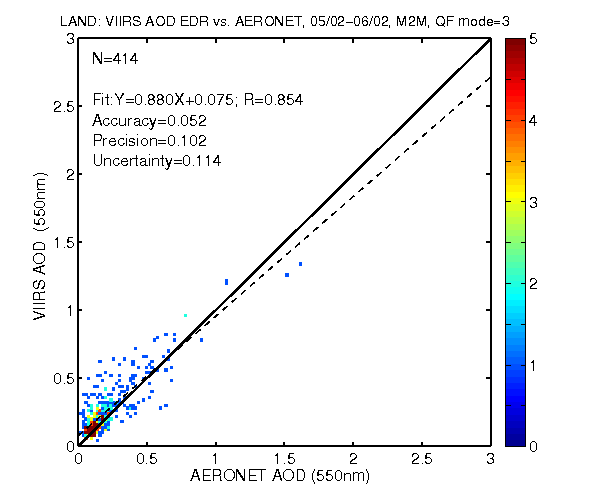 LAND: VIIRS AOD EDR vs. AERONET, 05/02-06/02, M2M, QF mode=3
N=414
Fit:Y=0.880X+0.075; R=0.854
Accuracy=0.052
Precision=0.102
Uncertainty=0.114
3
2.5
2
1.5
1
0.5
0
VIIRS AOD (550nm)
0 0.5 1 1.5 2 2.5 3
AERONET AOD (550nm)
5
4
3
2
1
0